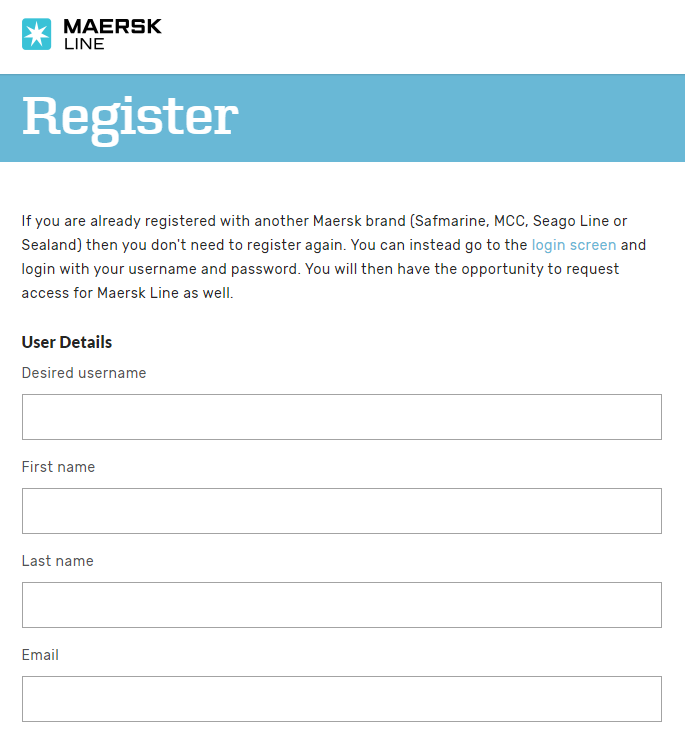 MAERSK
LINE
Register
If you are already registered with another Maersk brand (Safmarine, MCC, Seago Line or
Sealand) then you don't need to register again. You can instead go to the login screen and
login with your username and password. You will then have the opportunity to request
access for Maersk Line as well.
User Details
Desired username
First name
Last name
Email